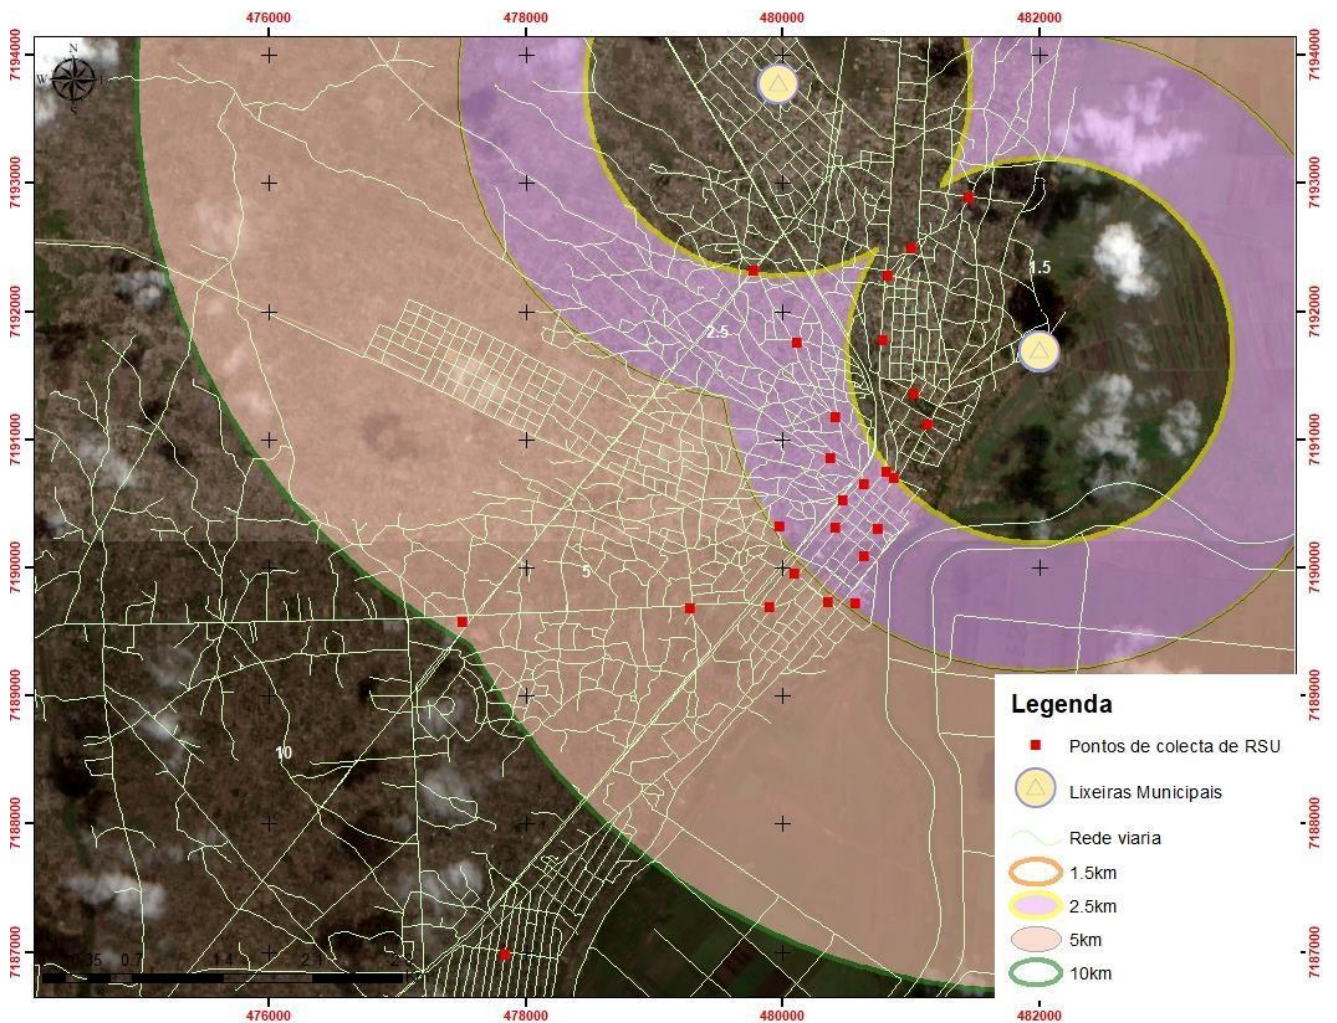 476000 478000 480000 482000
7194000 7194000
N
W E
S
7193000 7193000
1.5
7192000 7192000
2.5
7191000 7191000
7190000 7190000
5
7189000 7189000
Legenda
10
Pontos de colecta de RSU
Lixeiras Municipais
7188000 7188000
Rede viaria
1.5km
2.5km
5km
7187000 7187000
0.35 0.7 1.4 2.1
10km
476000 478000 480000 482000